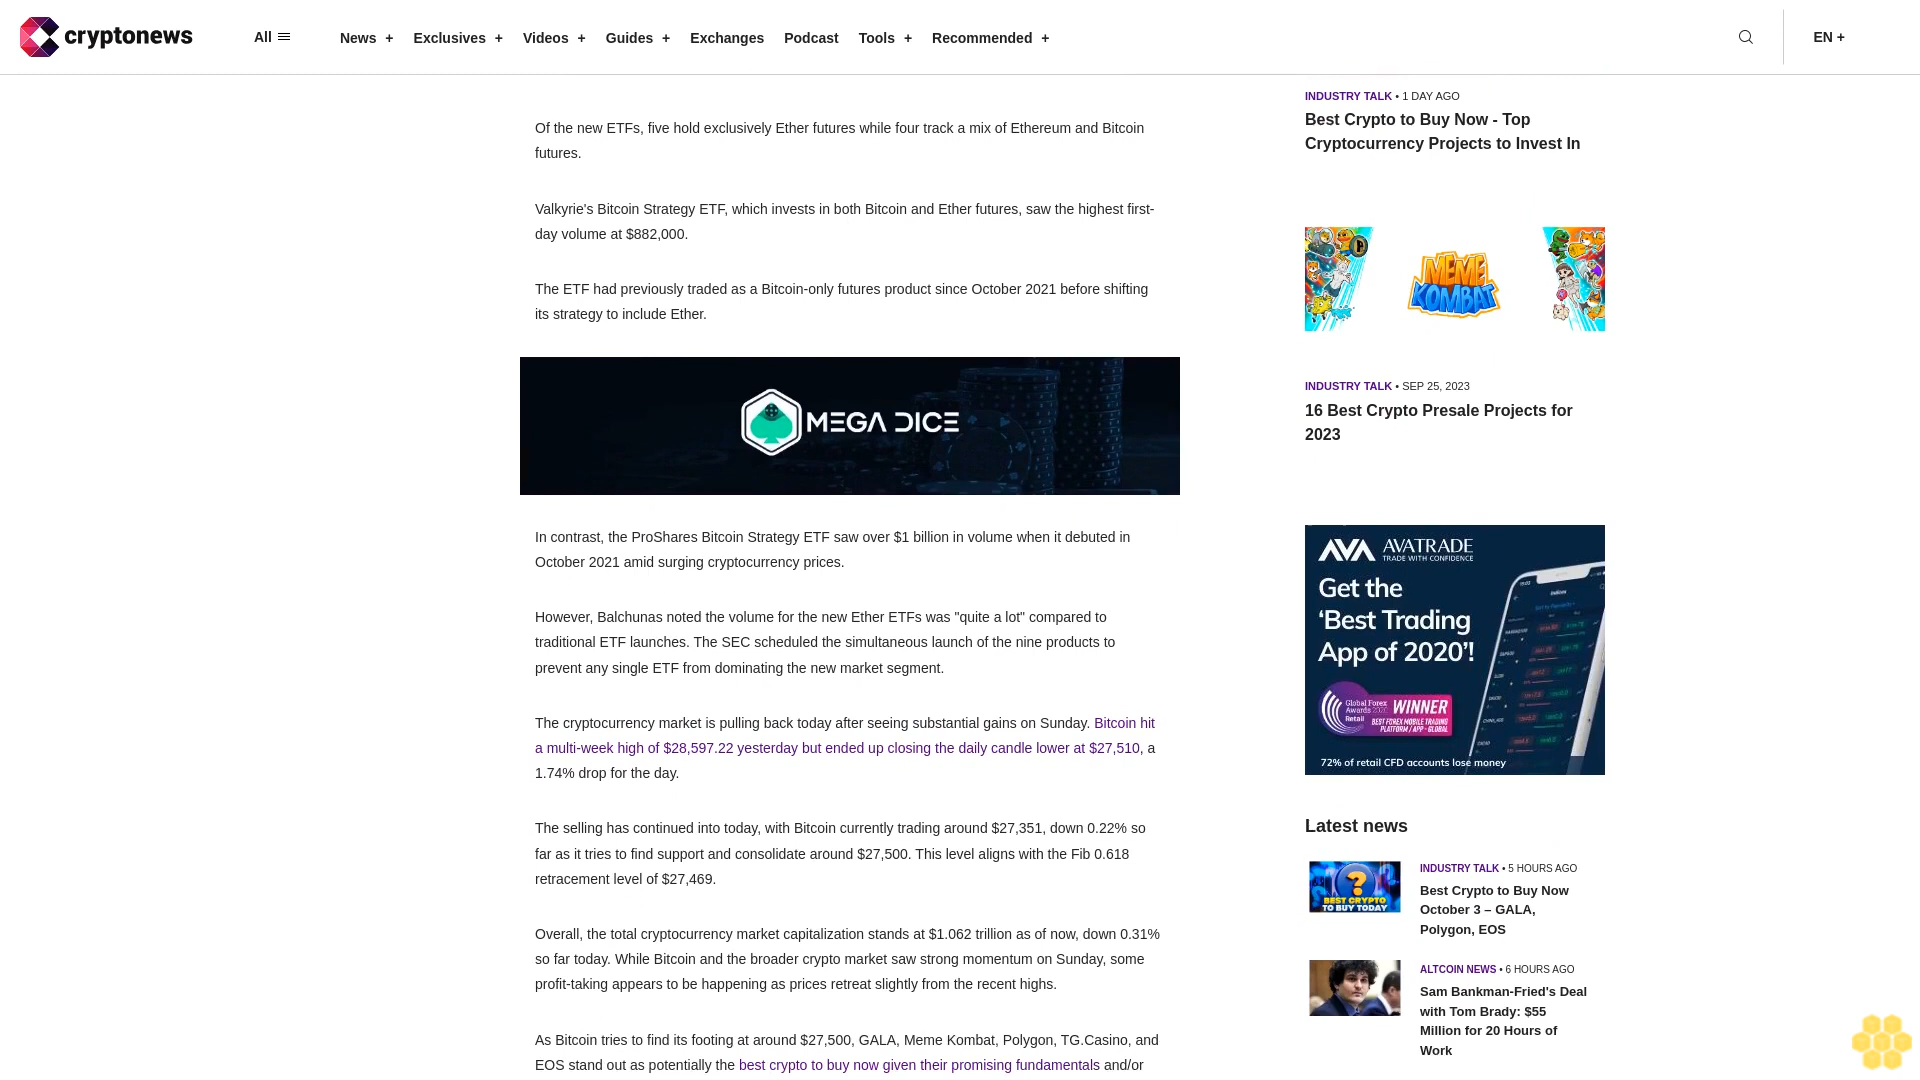 cryptonews
All
News +
Exclusives +
Videos +
Guides +
Exchanges
Podcast
Tools +
Recommended +
EN +
Of the new ETFs, five hold exclusively Ether futures while four track a mix of Ethereum and Bitcoin
futures.
Valkyrie's Bitcoin Strategy ETF, which invests in both Bitcoin and Ether futures, saw the highest first-
day volume at $882,000.
The ETF had previously traded as a Bitcoin-only futures product since October 2021 before shifting
its strategy to include Ether.
MEGA DICE
In contrast, the ProShares Bitcoin Strategy ETF saw over $1 billion in volume when it debuted in
October 2021 amid surging cryptocurrency prices.
However, Balchunas noted the volume for the new Ether ETFs was "quite a lot" compared to
traditional ETF launches. The SEC scheduled the simultaneous launch of the nine products to
prevent any single ETF from dominating the new market segment.
The cryptocurrency market is pulling back today after seeing substantial gains on Sunday. Bitcoin hit
a multi-week high of $28,597.22 yesterday but ended up closing the daily candle lower at $27,510, a
1.74% drop for the day.
The selling has continued into today, with Bitcoin currently trading around $27,351, down 0.22% so
far as it tries to find support and consolidate around $27,500. This level aligns with the Fib 0.618
retracement level of $27,469.
Overall, the total cryptocurrency market capitalization stands at $1.062 trillion as of now, down 0.31%
so far today. While Bitcoin and the broader crypto market saw strong momentum on Sunday, some
profit-taking appears to be happening as prices retreat slightly from the recent highs.
As Bitcoin tries to find its footing at around $27,500, GALA, Meme Kombat, Polygon, TG.Casino, and
EOS stand out as potentially the best crypto to buy now given their promising fundamentals and/or
INDUSTRY TALK • 1 DAY AGO
Best Crypto to Buy Now - Top
Cryptocurrency Projects to Invest In
MEME
KOMBAT
INDUSTRY TALK • SEP 25, 2023
16 Best Crypto Presale Projects for
2023
AVA AVATRADE
TRADE WITH CONFIDENCE
Get the
‘Best Trading
App of 2020’!
Global Forex
Awards 2020
Retail
WINNER
BEST FOREX MOBILE TRADING
PLATFORM / APP - GLOBAL
72% of retail CFD accounts lose money
Latest news
BEST CRYPTO
TO BUY TODAY
INDUSTRY TALK • 5 HOURS AGO
Best Crypto to Buy Now
October 3 – GALA,
Polygon, EOS
ALTCOIN NEWS • 6 HOURS AGO
Sam Bankman-Fried's Deal
with Tom Brady: $55
Million for 20 Hours of
Work